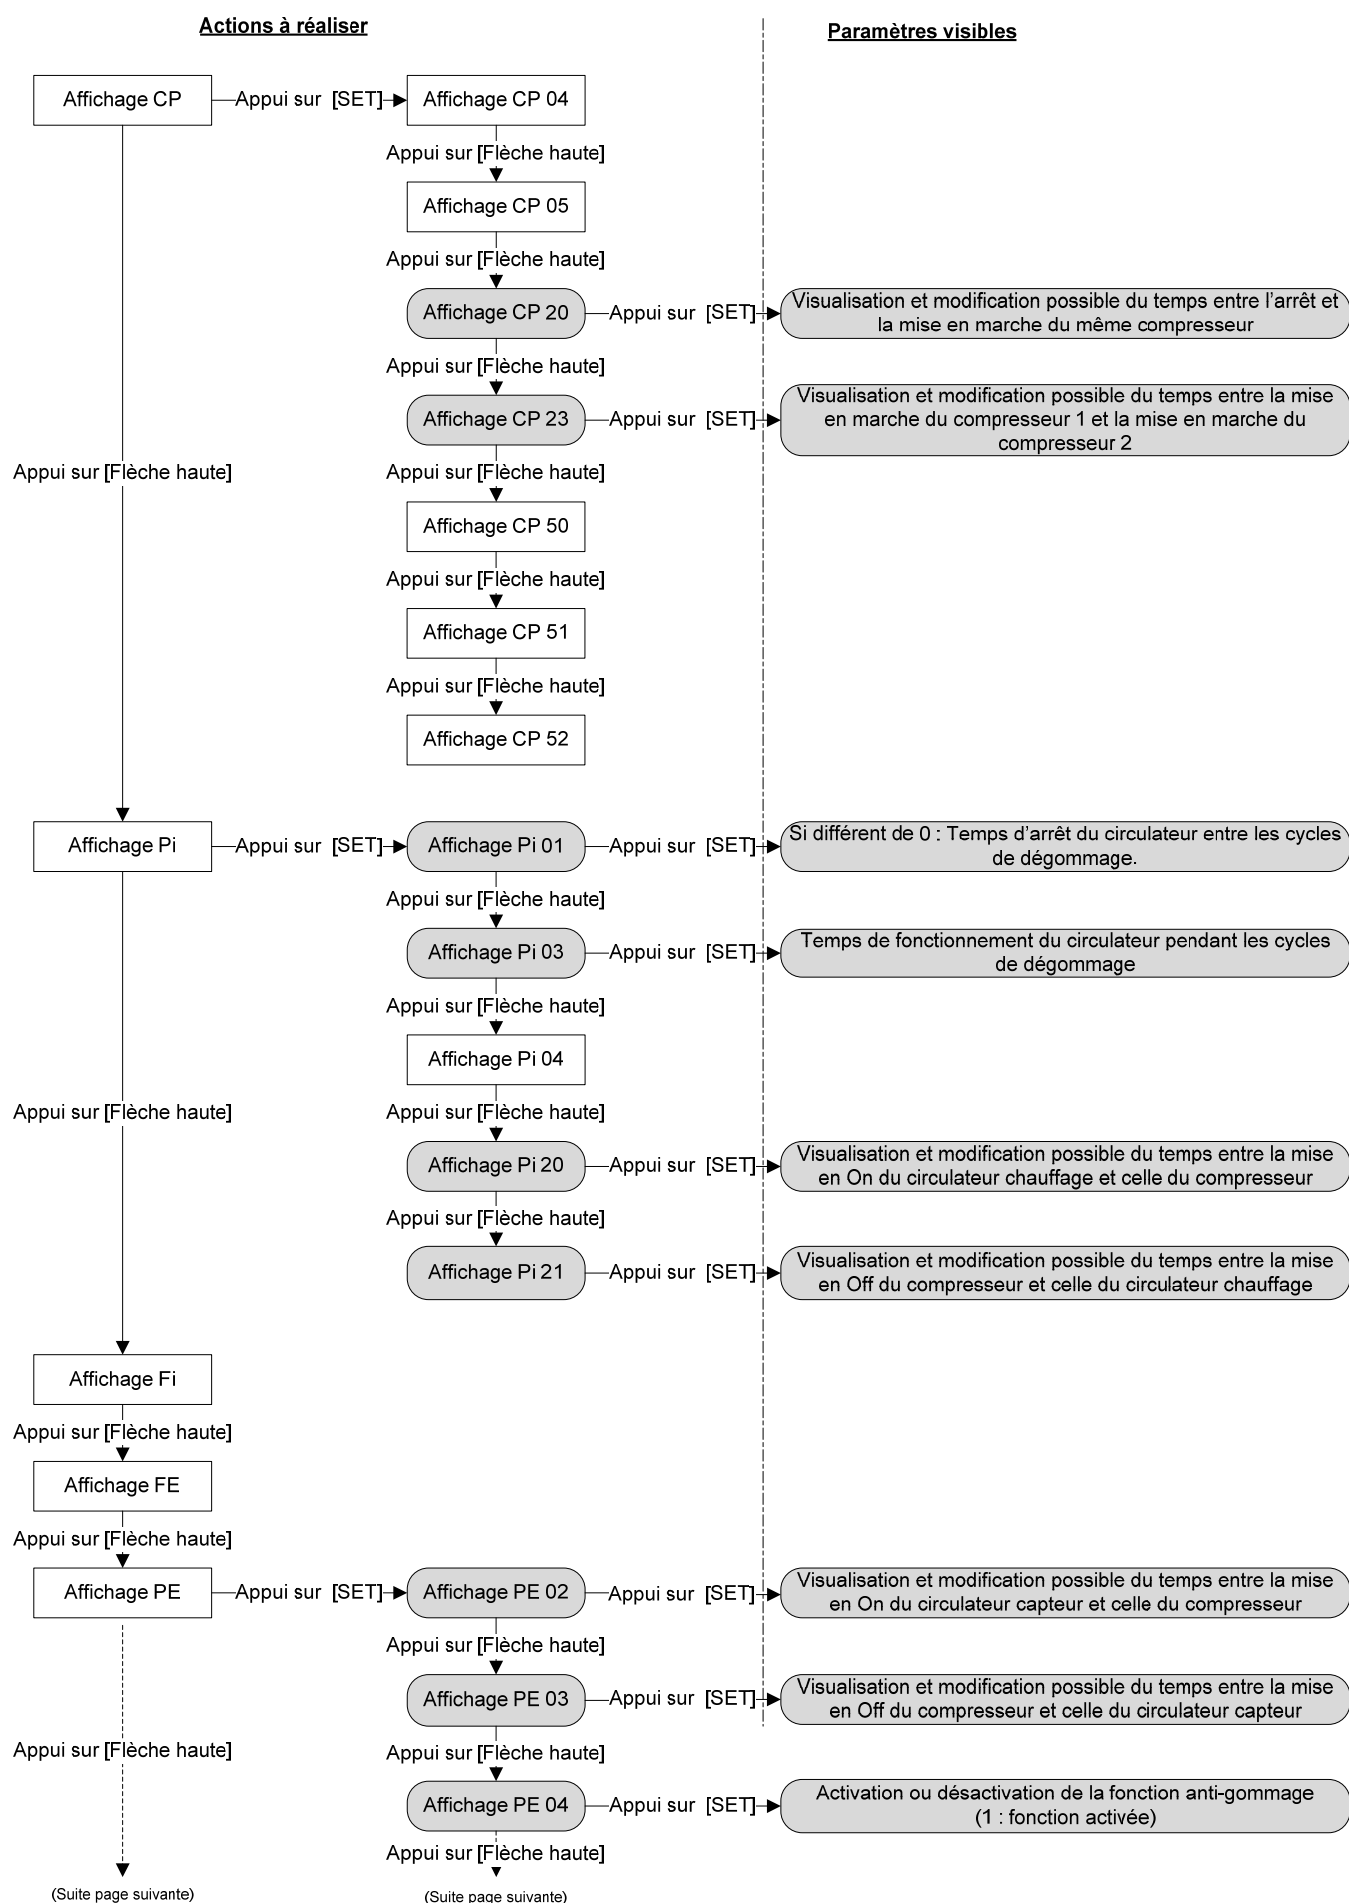 Actions à réaliser
Paramètres visibles
Affichage CP
Appui sur [SET]
Affichage CP 04
Appui sur [Flèche haute]
Affichage CP 05
Appui sur [Flèche haute]
Affichage CP 20
Appui sur [SET]
Visualisation et modification possible du temps entre l'arrêt et
la mise en marche du même compresseur
Appui sur [Flèche haute]
Affichage CP 23
Appui sur [SET]
Visualisation et modification possible du temps entre la mise
en marche du compresseur 1 et la mise en marche du
compresseur 2
Appui sur [Flèche haute]
Appui sur [Flèche haute]
Affichage CP 50
Appui sur [Flèche haute]
Affichage CP 51
Appui sur [Flèche haute]
Affichage CP 52
Affichage Pi
Appui sur [SET]
Affichage Pi 01
Appui sur [SET]
Si différent de 0 : Temps d'arrêt du circulateur entre les cycles
de dégommage.
Appui sur [Flèche haute]
Affichage Pi 03
Appui sur [SET]
Temps de fonctionnement du circulateur pendant les cycles
de dégommage
Appui sur [Flèche haute]
Affichage Pi 04
Appui sur [Flèche haute]
Appui sur [Flèche haute]
Affichage Pi 20
Appui sur [SET]
Visualisation et modification possible du temps entre la mise
en On du circulateur chauffage et celle du compresseur
Appui sur [Flèche haute]
Affichage Pi 21
Appui sur [SET]
Visualisation et modification possible du temps entre la mise
en Off du compresseur et celle du circulateur chauffage
Affichage Fi
Appui sur [Flèche haute]
Affichage FE
Appui sur [Flèche haute]
Affichage PE
Appui sur [SET]
Affichage PE 02
Appui sur [SET]
Visualisation et modification possible du temps entre la mise
en On du circulateur capteur et celle du compresseur
Appui sur [Flèche haute]
Affichage PE 03
Appui sur [SET]
Visualisation et modification possible du temps entre la mise
en Off du compresseur et celle du circulateur capteur
Appui sur [Flèche haute]
Appui sur [Flèche haute]
Affichage PE 04
Appui sur [SET]
Activation ou désactivation de la fonction anti-gommage
(1 : fonction activée)
Appui sur [Flèche haute]
(Suite page suivante)
(Suite page suivante)